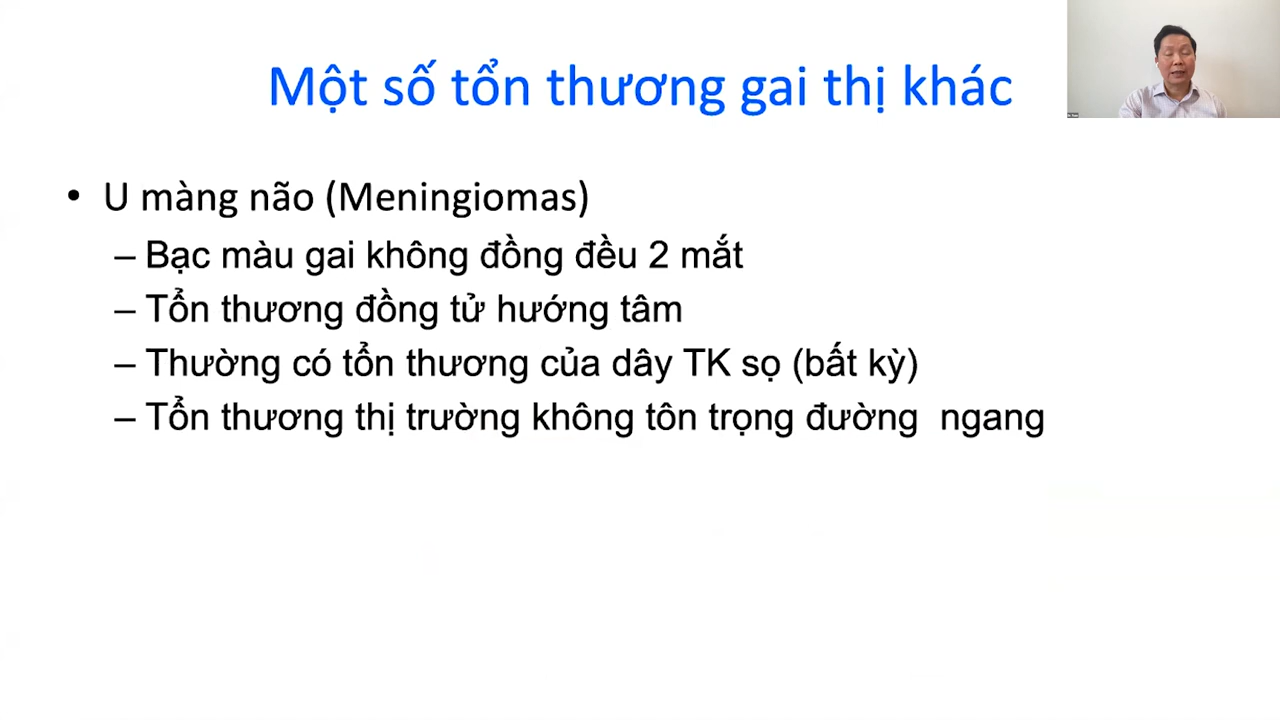 Một số tổn thương gai thị khác
• U màng não (Meningiomas)
– Bạc màu gai không đồng đều 2 mắt
– Tổn thương đồng tử hướng tâm
– Thường có tổn thương của dây TK sọ (bất kỳ)
– Tổn thương thị trường không tôn trọng đường ngang